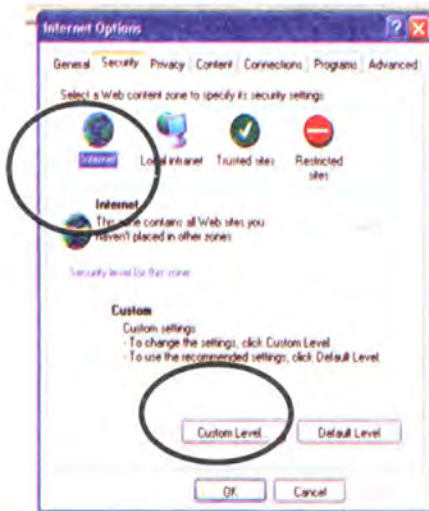 Internet Options
General Security Privacy Content Connections Programs Advanced
Select a Web content zone to specify its security settings
Internet Local intranet Trusted sites Restricted
sites
Internet
This zone contains all Web sites you
haven't placed in other zones
Security level for this zone
Custom
Custom settings
- To change the settings, click Custom Level
- To use the recommended settings, click Default Level
Custom Level... Default Level
OK Cancel